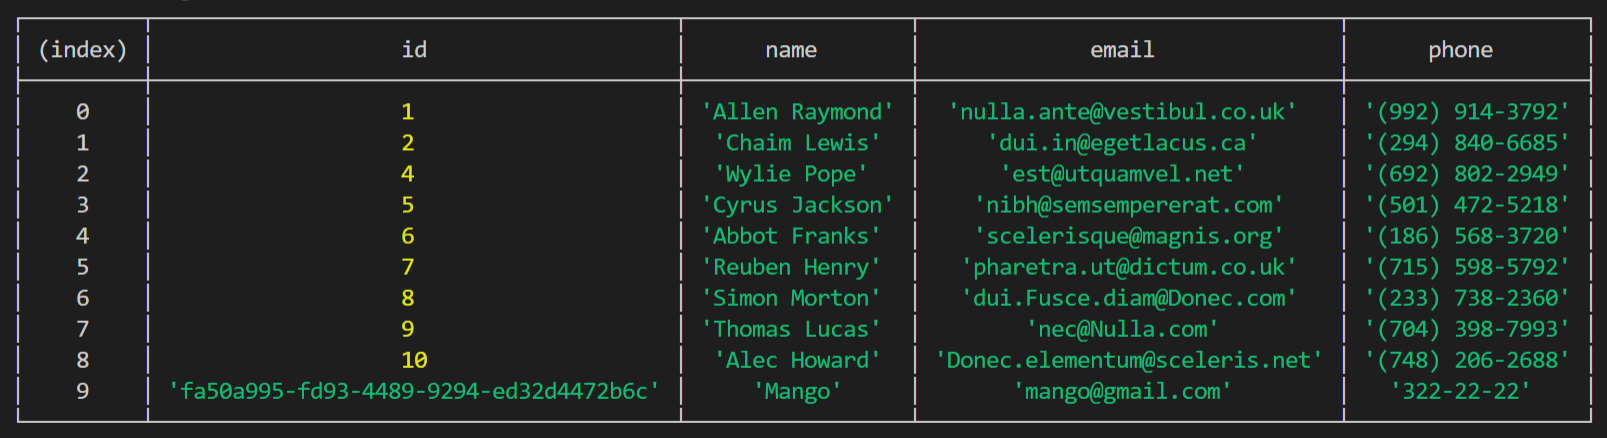 (index) id name email phone
0 1 'Allen Raymond' 'nulla.ante@vestibul.co.uk' '(992) 914-3792'
1 2 'Chaim Lewis' 'dui.in@egetlacus.ca' '(294) 840-6685'
2 4 'Wylie Pope' 'est@utquamvel.net' '(692) 802-2949'
3 5 'Cyrus Jackson' 'nibh@semsempererat.com' '(501) 472-5218'
4 6 'Abbot Franks' 'scelerisque@magnis.org' '(186) 568-3720'
5 7 'Reuben Henry' 'pharetra.ut@dictum.co.uk' '(715) 598-5792'
6 8 'Simon Morton' 'dui.Fusce.diam@Donec.com' '(233) 738-2360'
7 9 'Thomas Lucas' 'nec@Nulla.com' '(704) 398-7993'
8 10 'Alec Howard' 'Donec.elementum@sceleris.net' '(748) 206-2688'
9 'fa50a995-fd93-4489-9294-ed32d4472b6c' 'Mango' 'mango@gmail.com' '322-22-22'